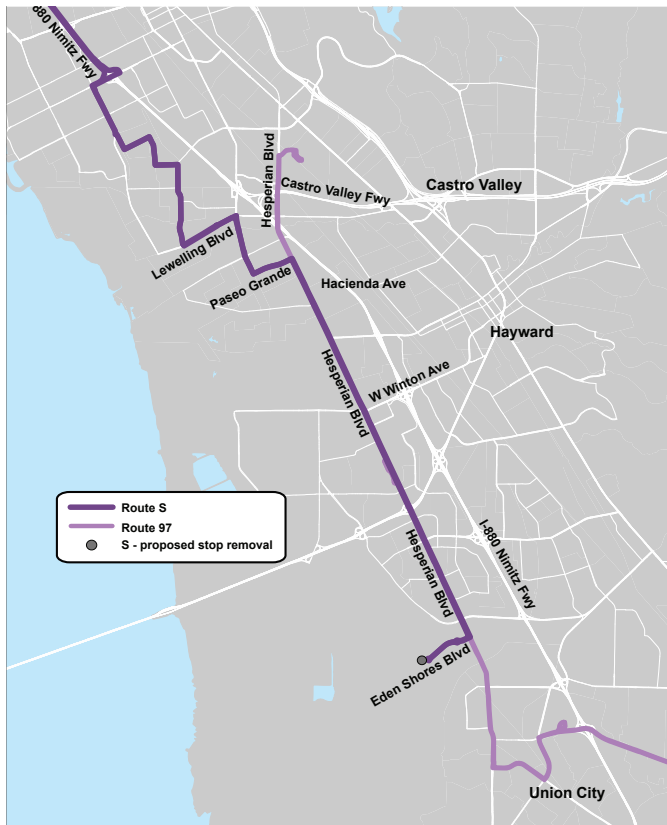 -880 Nimitz Fwy
Hesperian Blvd
Castro Valley Fwy
Castro Valley
Lewelling Blvd
Paseo Grande
Hacienda Ave
Hayward
W Winton Ave
Hesperian Blvd
Route S
Route 97
S - proposed stop removal
Hesperian Blvd
I-880 Nimitz Fwy
Eden Shores Blvd
Union City